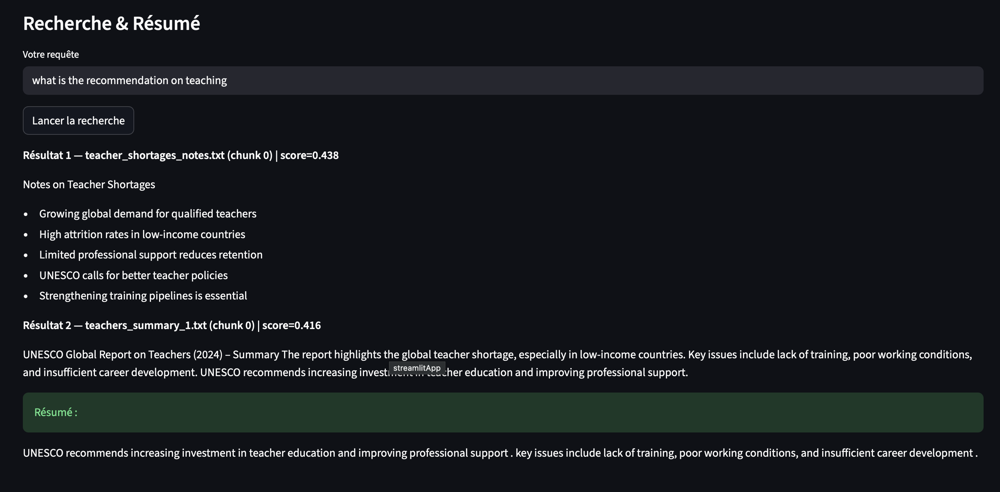 Recherche & Résumé
Votre requête
what is the recommendation on teaching
Lancer la recherche
Résultat 1 — teacher_shortages_notes.txt (chunk 0) | score=0.438
Notes on Teacher Shortages
• Growing global demand for qualified teachers
• High attrition rates in low-income countries
• Limited professional support reduces retention
• UNESCO calls for better teacher policies
• Strengthening training pipelines is essential
Résultat 2 — teachers_summary_1.txt (chunk 0) | score=0.416
UNESCO Global Report on Teachers (2024) – Summary The report highlights the global teacher shortage, especially in low-income countries. Key issues include lack of training, poor working conditions,
streamlitApp
and insufficient career development. UNESCO recommends increasing investment in teacher education and improving professional support.
Résumé :
UNESCO recommends increasing investment in teacher education and improving professional support . key issues include lack of training, poor working conditions, and insufficient career development .